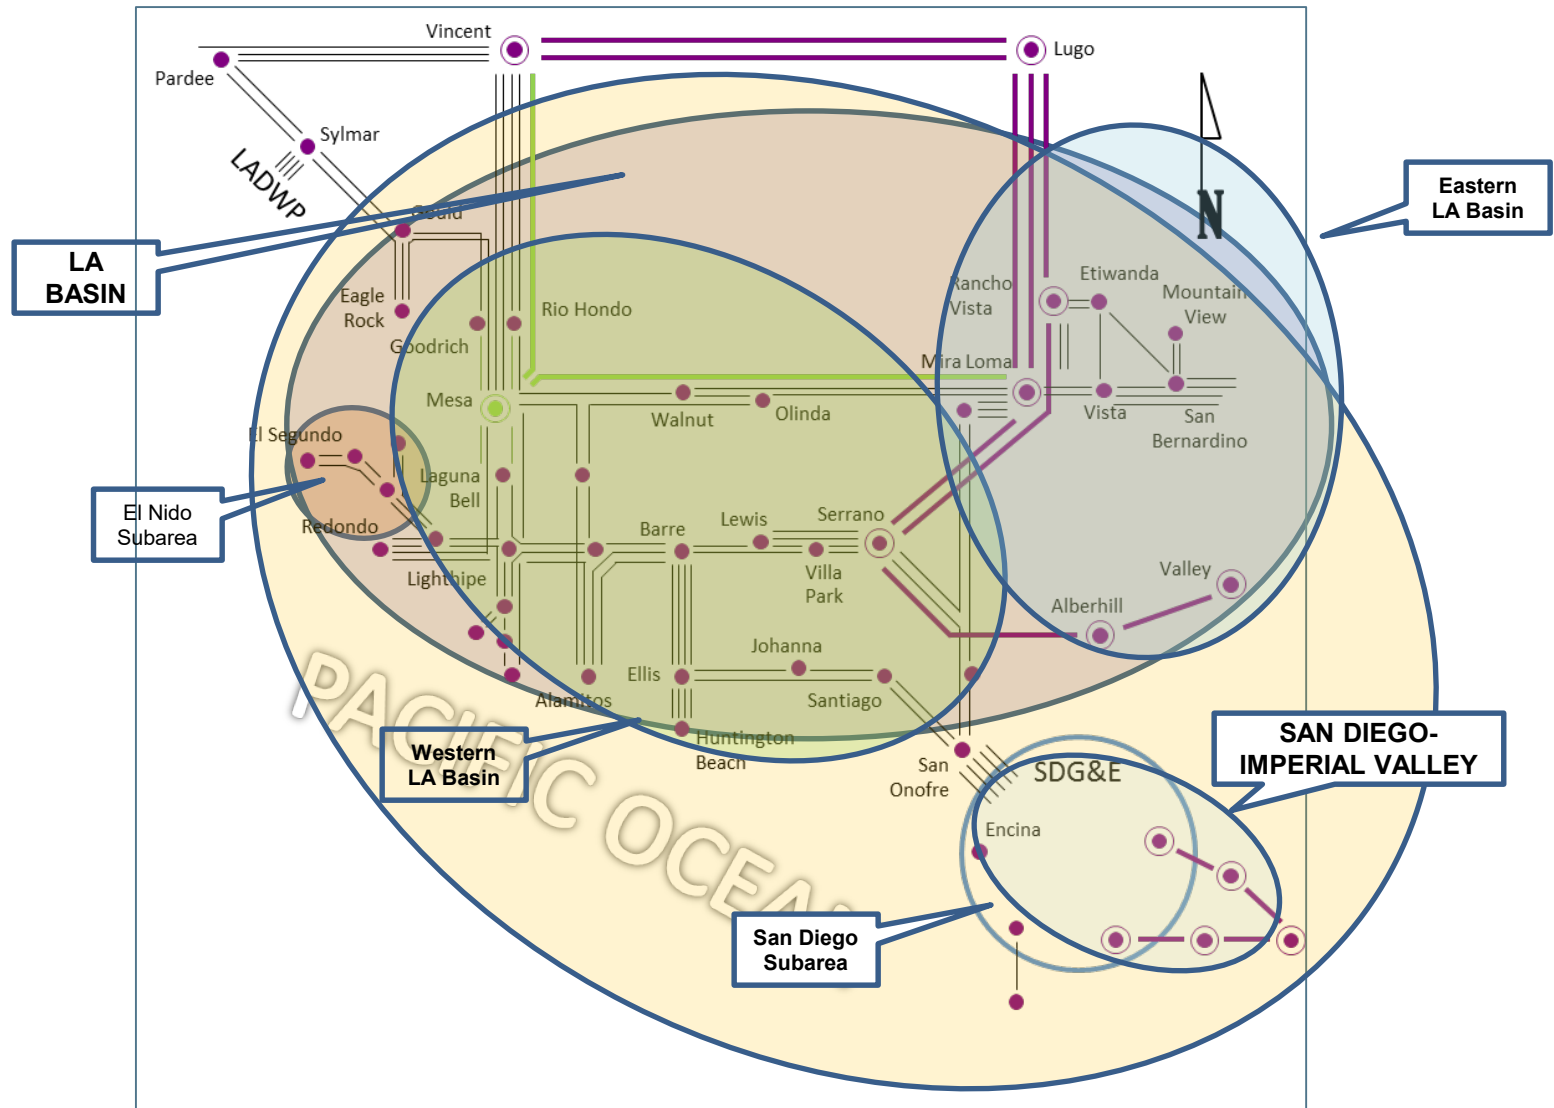 Vincent
Lugo
Pardee
Sylmar
LADWP
Gould
Eastern
LA Basin
N
LA
BASIN
Eagle
Rock
Rio Hondo
Goodrich
Rancho
Vista
Etiwanda
Mountain
View
Mira Loma
Mesa
Walnut
Olinda
Vista
San
Bernardino
El Segundo
Laguna
Bell
El Nido
Subarea
Redondo
Lighthipe
Barre
Lewis
Serrano
Villa
Park
Valley
Alberhill
Johanna
Ellis
Santiago
Alamitos
PACIFIC OCEAN
Western
LA Basin
Huntington
Beach
San
Onofre
SDG&E
SAN DIEGO-
IMPERIAL VALLEY
Encina
San Diego
Subarea